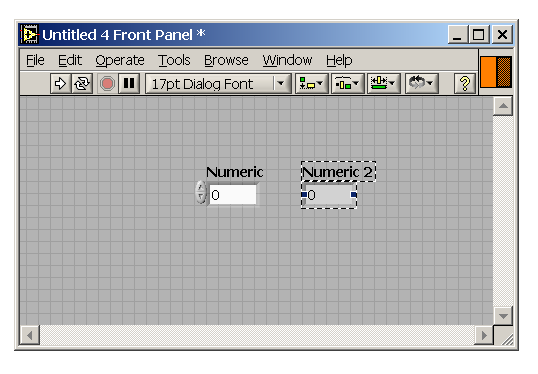 Untitled 4 Front Panel *
File Edit Operate Tools Browse Window Help
17pt Dialog Font
?
Numeric Numeric 2
0 0